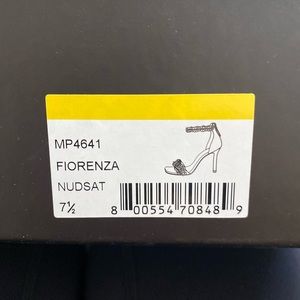 MP4641
FIORENZA
NUDSAT
7½
8 00554 70848 9